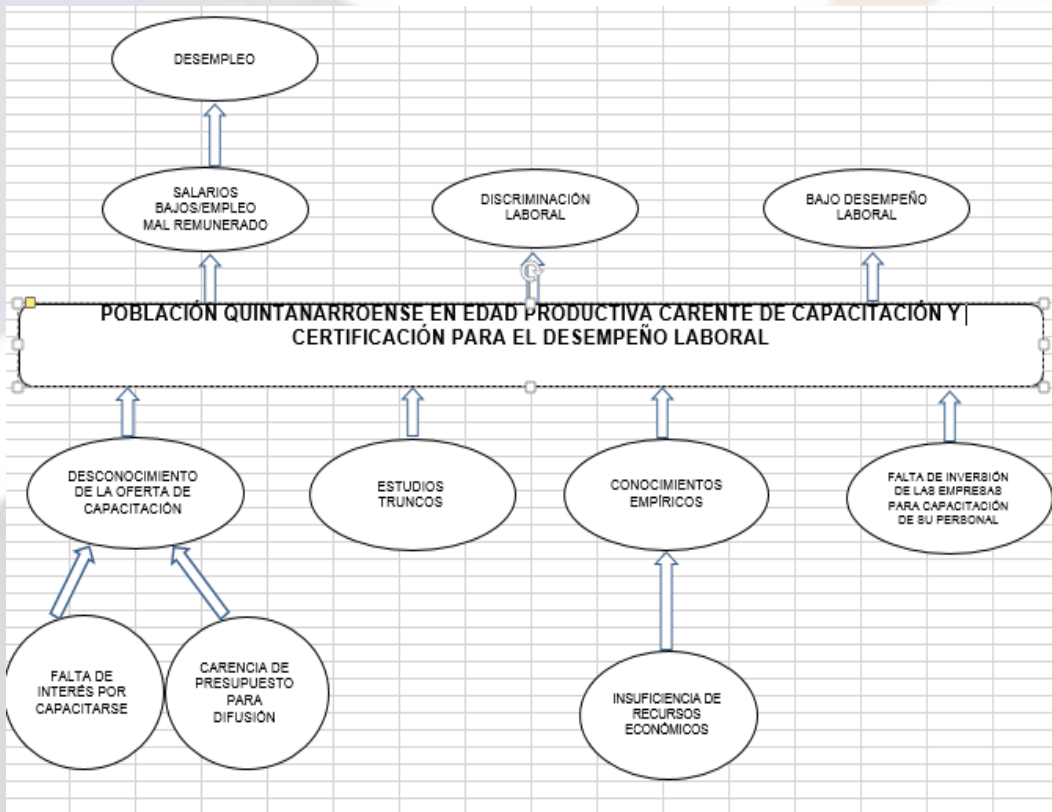 DESEMPLEO
SALARIOS
BAJOS/EMPLEO
MAL REMUNERADO
DISCRIMINACIÓN
LABORAL
BAJO DESEMPEÑO
LABORAL
POBLACIÓN QUINTANARROENSE EN EDAD PRODUCTIVA CARENTE DE CAPACITACIÓN Y
CERTIFICACIÓN PARA EL DESEMPEÑO LABORAL
DESCONOCIMIENTO
DE LA OFERTA DE
CAPACITACIÓN
ESTUDIOS
TRUNCOS
CONOCIMIENTOS
EMPÍRICOS
FALTA DE INVERSIÓN
DE LAS EMPRESAS
PARA CAPACITACIÓN
DE SU PERSONAL
FALTA DE
INTERÉS POR
CAPACITARSE
CARENCIA DE
PRESUPUESTO
PARA
DIFUSIÓN
INSUFICIENCIA DE
RECURSOS
ECONÓMICOS